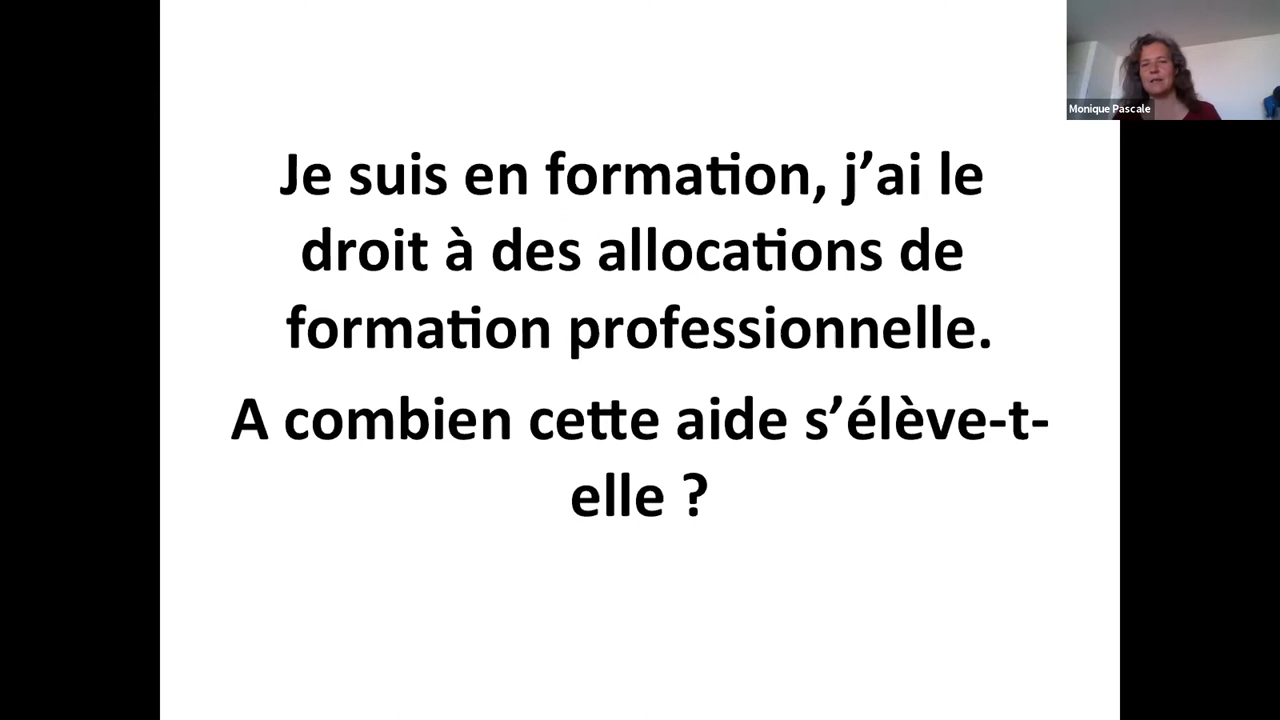 Monique Pascale
Je suis en formation, j’ai le
droit à des allocations de
formation professionnelle.
A combien cette aide s’élève-t-
elle ?